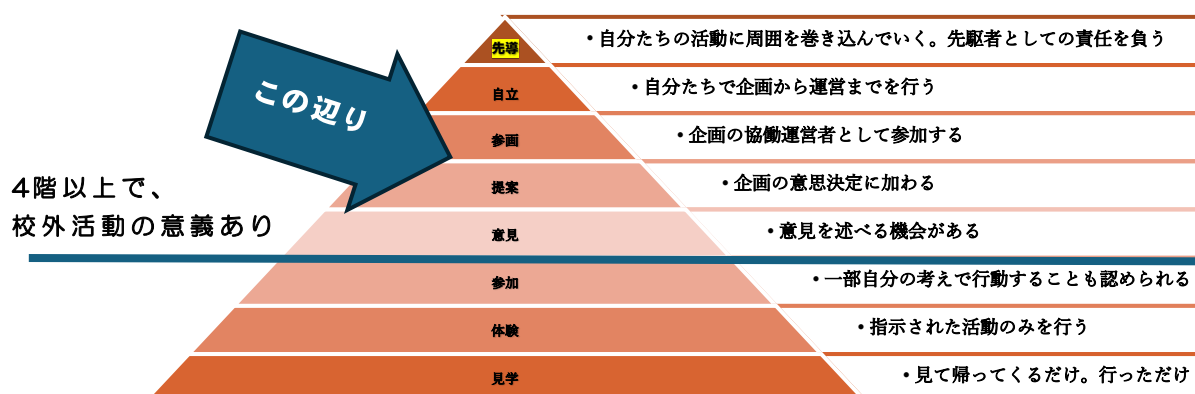 先導
・自分たちの活動に周囲を巻き込んでいく。先駆者としての責任を負う
この辺り
自立
・自分たちで企画から運営までを行う
参画
・企画の協働運営者として参加する
4階以上で、
校外活動の意義あり
提案
・企画の意思決定に加わる
意見
・意見を述べる機会がある
参加
・一部自分の考えで行動することも認められる
体験
・指示された活動のみを行う
見学
・見て帰ってくるだけ。行っただけ